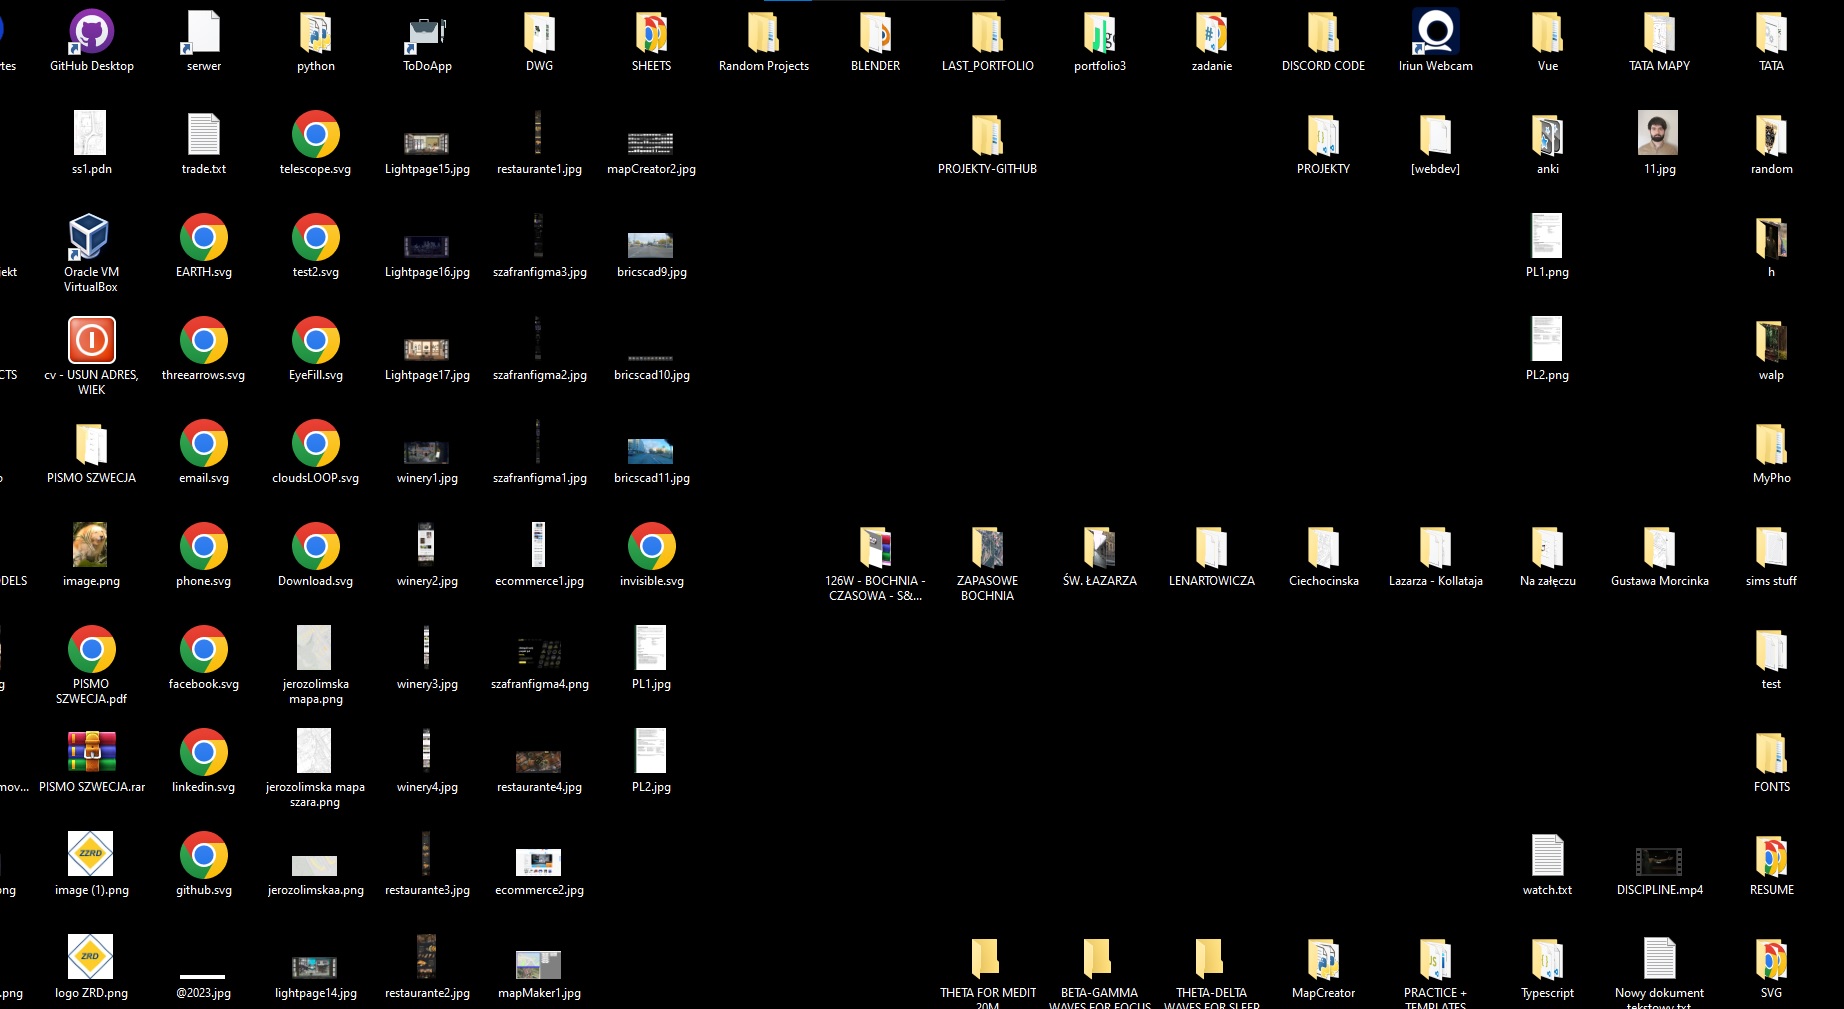 rtes
GitHub Desktop
serwer
python
ToDoApp
DWG
SHEETS
Random Projects
BLENDER
LAST_PORTFOLIO
portfolio3
zadanie
DISCORD CODE
Iriun Webcam
Vue
TATA MAPY
TATA
ss1.pdn
trade.txt
telescope.svg
Lightpage15.jpg
restaurante1.jpg
mapCreator2.jpg
PROJEKTY-GITHUB
PROJEKTY
[webdev]
anki
11.jpg
random
iekt
Oracle VM
VirtualBox
EARTH.svg
test2.svg
Lightpage16.jpg
szafranfigma3.jpg
bricscad9.jpg
PL1.png
h
CTS
cv - USUN ADRES,
WIEK
threearrows.svg
EyeFill.svg
Lightpage17.jpg
szafranfigma2.jpg
bricscad10.jpg
PL2.png
walp
PISMO SZWECJA
email.svg
cloudsLOOP.svg
winery1.jpg
szafranfigma1.jpg
bricscad11.jpg
MyPho
DELS
image.png
phone.svg
Download.svg
winery2.jpg
ecommerce1.jpg
invisible.svg
126W - BOCHNIA -
CZASOWA - S&...
ZAPASOWE
BOCHNIA
ŚW. ŁAZARZA
LENARTOWICZA
Ciechocinska
Lazarza - Kollataja
Na załęczu
Gustawa Morcinka
sims stuff
g
PISMO
SZWECJA.pdf
facebook.svg
jerozolimska
mapa.png
winery3.jpg
szafranfigma4.png
PL1.jpg
test
mov...
PISMO SZWECJA.rar
linkedin.svg
jerozolimska mapa
szara.png
winery4.jpg
restaurante4.jpg
PL2.jpg
FONTS
png
ZZRD
image (1).png
github.svg
jerozolimskaa.png
restaurante3.jpg
ecommerce2.jpg
watch.txt
DISCIPLINE.mp4
RESUME
.png
ZRD
logo ZRD.png
@2023.jpg
lightpage14.jpg
restaurante2.jpg
mapMaker1.jpg
THETA FOR MEDIT
20M
BETA-GAMMA
WAVES FOR FOCUS
THETA-DELTA
WAVES FOR SLEEP
MapCreator
PRACTICE +
TEMPLATES
Typescript
Nowy dokument
tekstowy.txt
SVG